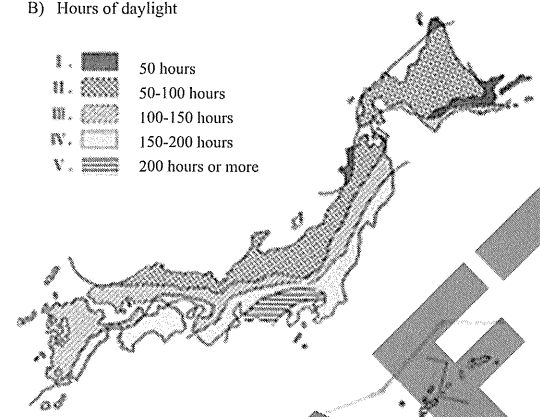 B) Hours of daylight
I. 50 hours
II. 50-100 hours
III. 100-150 hours
IV. 150-200 hours
V. 200 hours or more